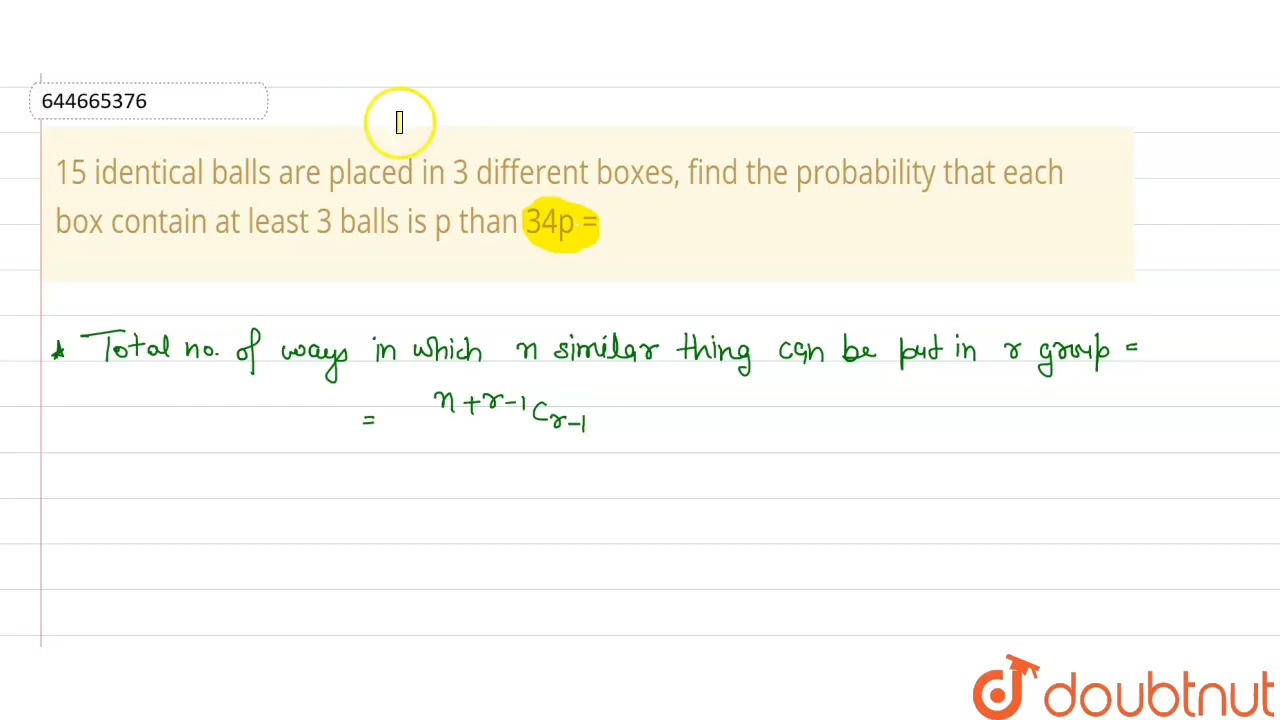 644665376
15 identical balls are placed in 3 different boxes, find the probability that each
box contain at least 3 balls is p than 34p =
* Total no. of ways in which n similar thing can be put in r group =
= n+r-1Cr-1
doubtnut